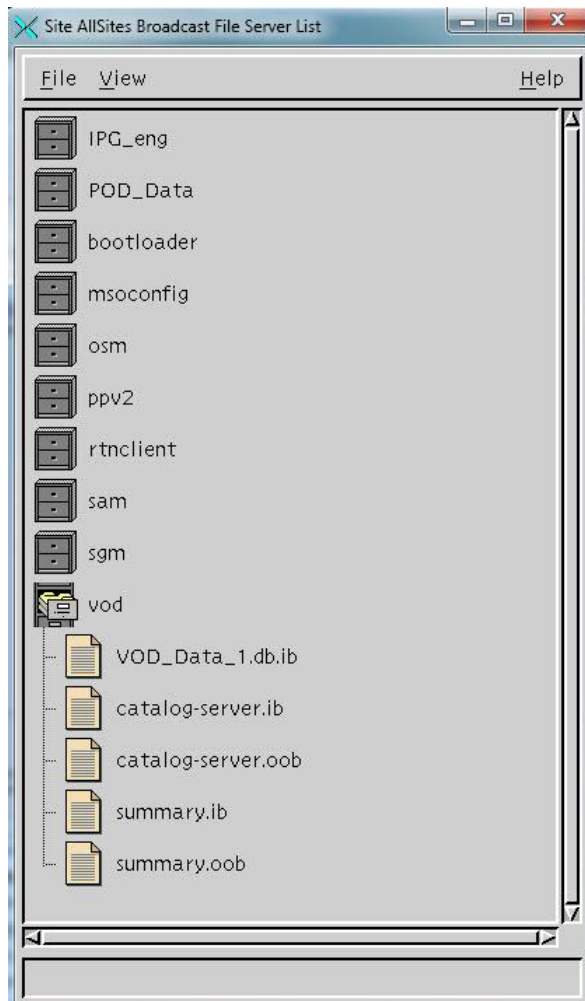 Site AllSites Broadcast File Server List
File View Help
IPG_eng
POD_Data
bootloader
msoconfig
osm
ppv2
rtnclient
sam
sgm
vod
VOD_Data_1.db.ib
catalog-server.ib
catalog-server.oob
summary.ib
summary.oob